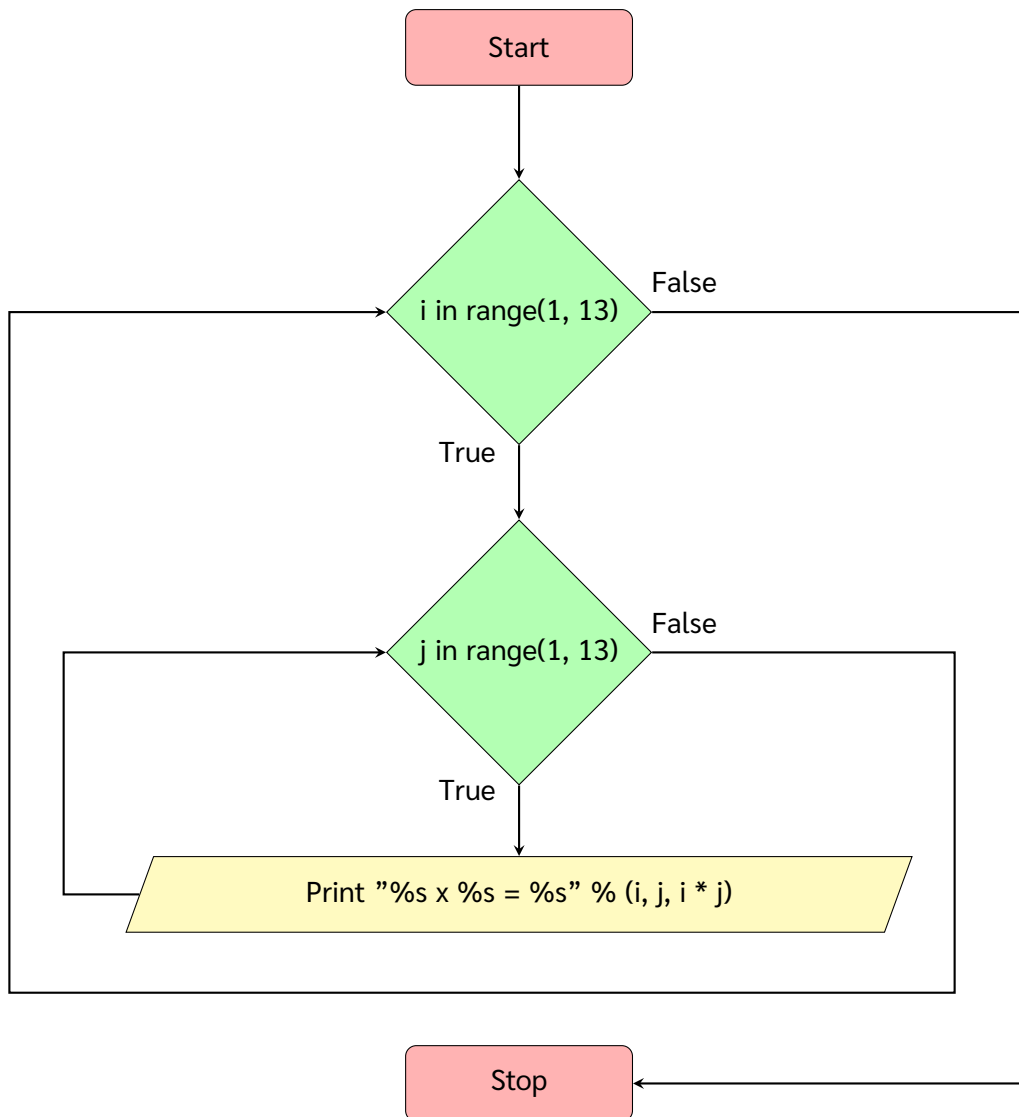 Start
i in range(1, 13)
False
True
j in range(1, 13)
False
True
Print ”%s x %s = %s” % (i, j, i * j)
Stop